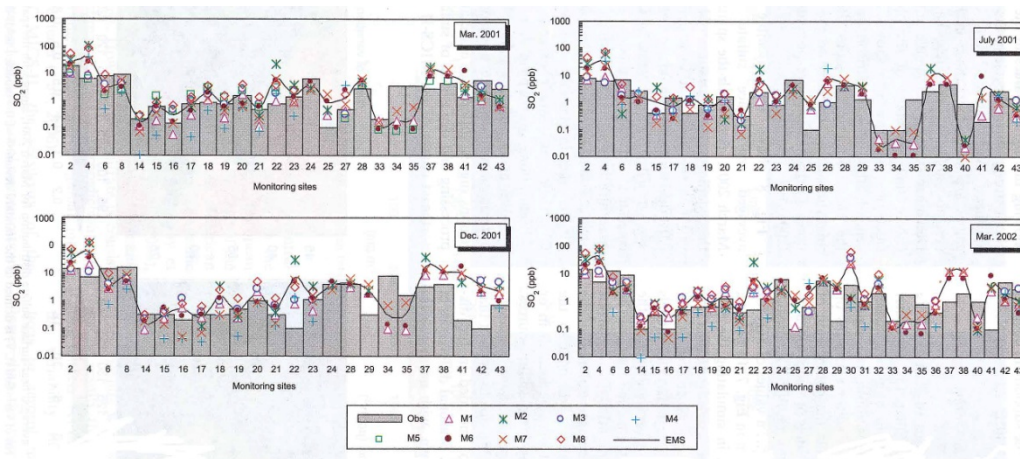 Mar. 2001
SO2 (ppb)
1000
100
10
1
0.1
0.01
2 4 6 8 14 15 16 17 18 19 20 21 22 23 24 25 27 28 33 34 35 37 38 41 42 43
Monitoring sites
July 2001
SO2 (ppb)
1000
100
10
1
0.1
0.01
2 4 6 8 14 15 17 18 19 20 21 22 23 24 25 26 28 29 32 34 35 37 38 40 41 42 43
Monitoring sites
Dec. 2001
SO2 (ppb)
1000
0
10
1
0.1
0.01
2 4 6 8 14 15 16 17 18 19 20 21 22 23 24 28 29 34 35 37 38 41 42 43
Monitoring sites
Mar. 2002
SO2 (ppb)
1000
100
10
1
0.1
0.01
2 4 6 8 14 15 16 17 18 19 20 21 22 23 24 25 27 28 29 30 31 32 33 34 35 36 37 38 40 41 42 43
Monitoring sites
Obs M1 M2 M3 M4
M5 M6 M7 M8 EMS